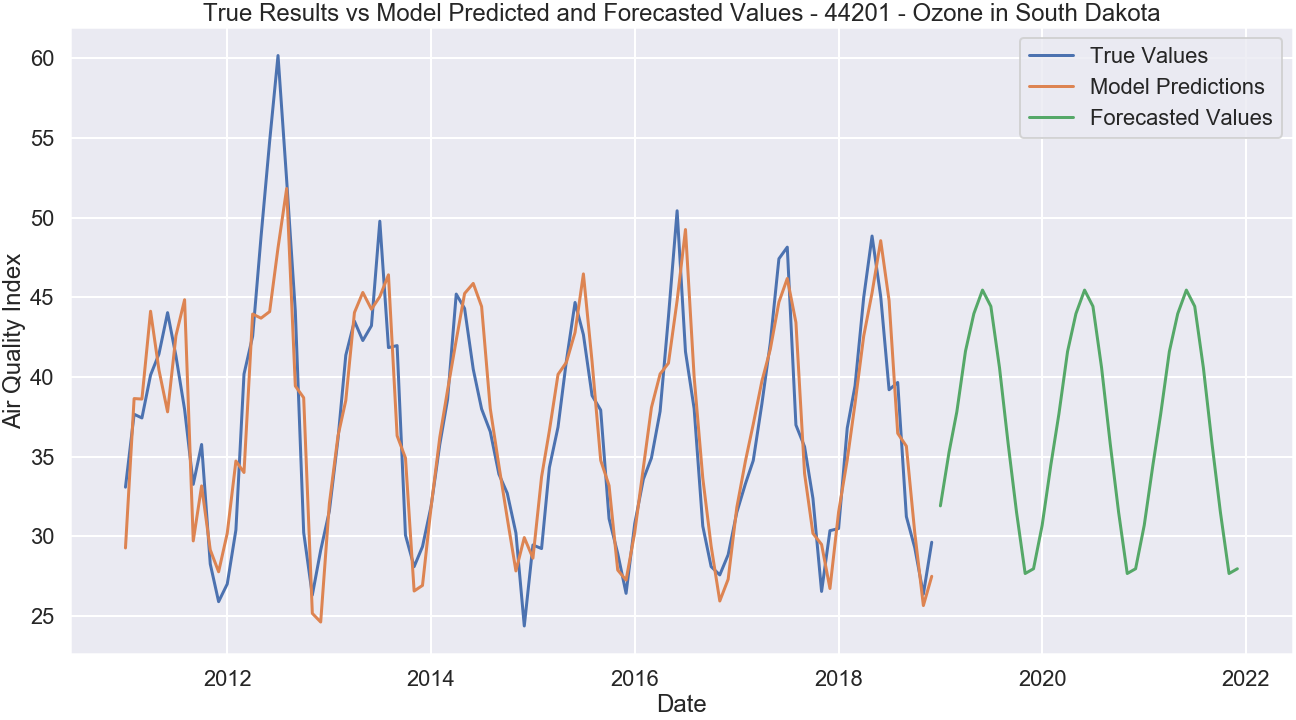 True Results vs Model Predicted and Forecasted Values - 44201 - Ozone in South Dakota
True Values
Model Predictions
Forecasted Values
Air Quality Index
60
55
50
45
40
35
30
25
2012
2014
2016
2018
2020
2022
Date